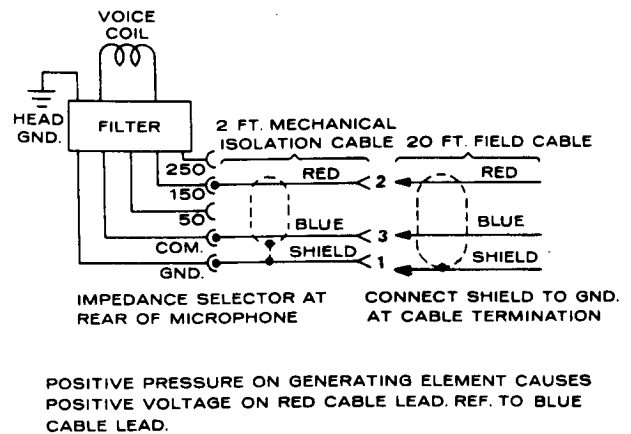 VOICE
COIL
HEAD
GND.
FILTER
2 FT. MECHANICAL
ISOLATION CABLE
20 FT. FIELD CABLE
250
RED
2
RED
150
50
BLUE
3
BLUE
COM.
SHIELD
1
SHIELD
GND.
IMPEDANCE SELECTOR AT
REAR OF MICROPHONE
CONNECT SHIELD TO GND.
AT CABLE TERMINATION
POSITIVE PRESSURE ON GENERATING ELEMENT CAUSES
POSITIVE VOLTAGE ON RED CABLE LEAD. REF. TO BLUE
CABLE LEAD.